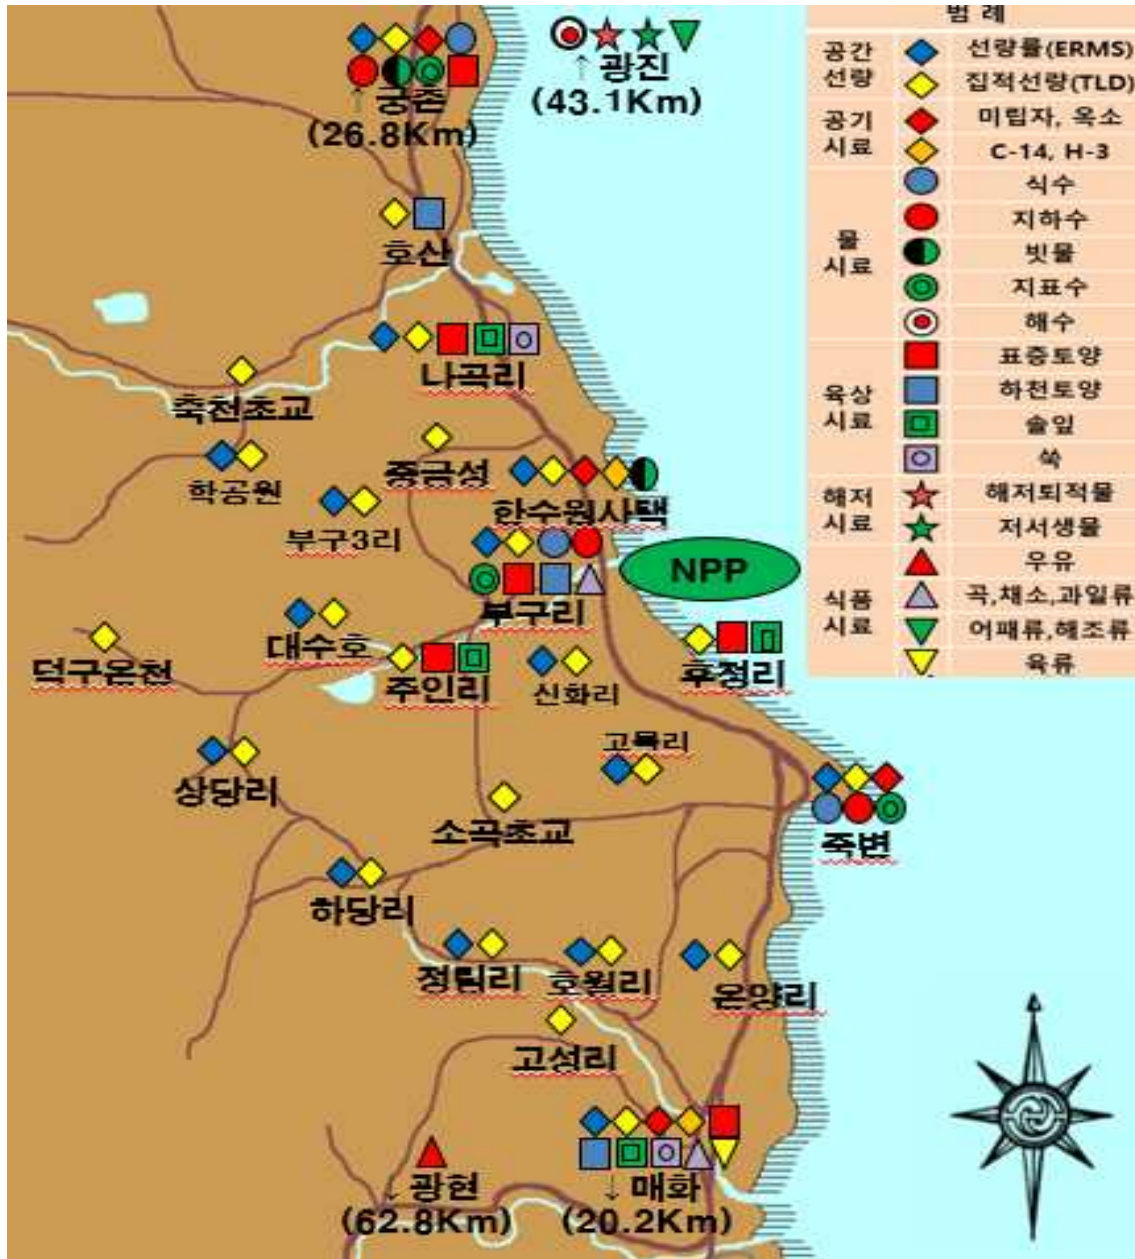 ↑ 궁촌
(26.8Km)
↑ 광진
(43.1Km)
호산
나곡리
축천초교
중금성
학공원
한수원사택
부구3리
NPP
부구리
대수호
덕구온천
주인리
신화리
후정리
고목리
상당리
소곡초교
죽변
하당리
정림리
호월리
온양리
고성리
↓ 광현
(62.8Km)
↓ 매화
(20.2Km)
범 례
공간
선량
선량률(ERMS)
집적선량(TLD)
공기
시료
미립자, 옥소
C-14, H-3
물
시료
식수
지하수
빗물
지표수
해수
육상
시료
표층토양
하천토양
솔잎
쑥
해저
시료
해저퇴적물
저서생물
식품
시료
우유
곡,채소,과일류
어패류,해조류
육류